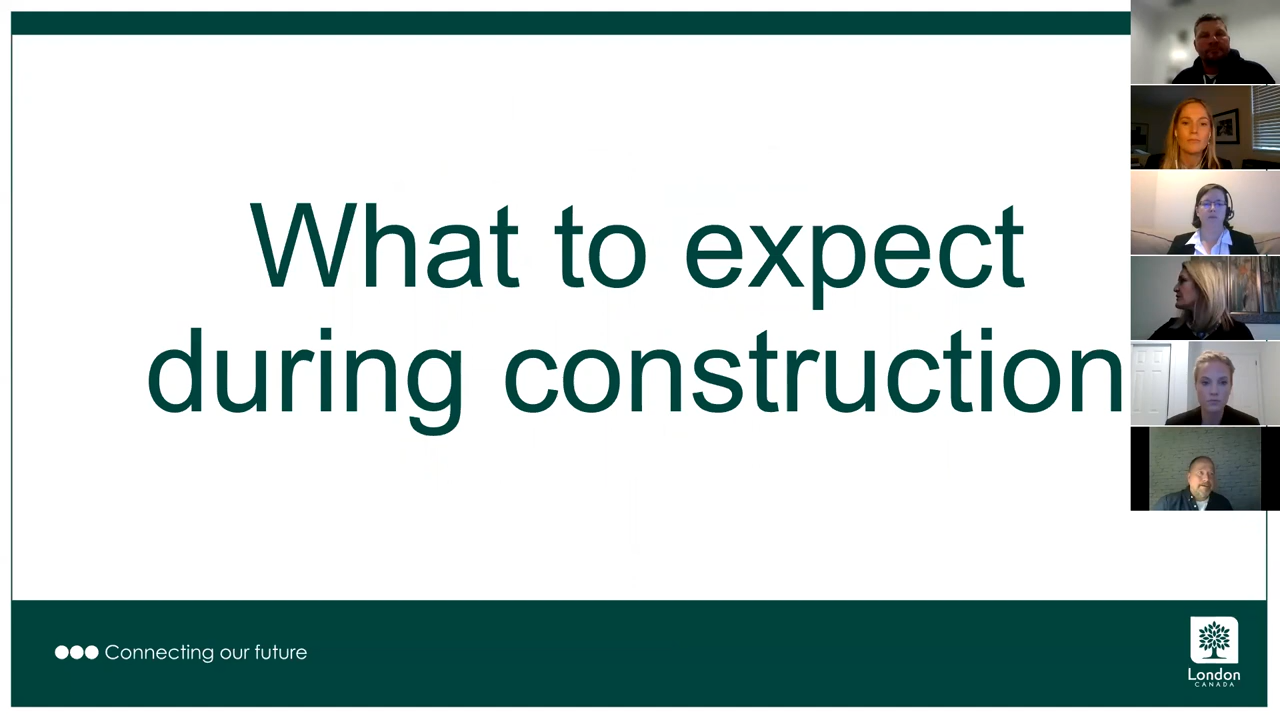 What to expect
during construction
Connecting our future
London
CANADA